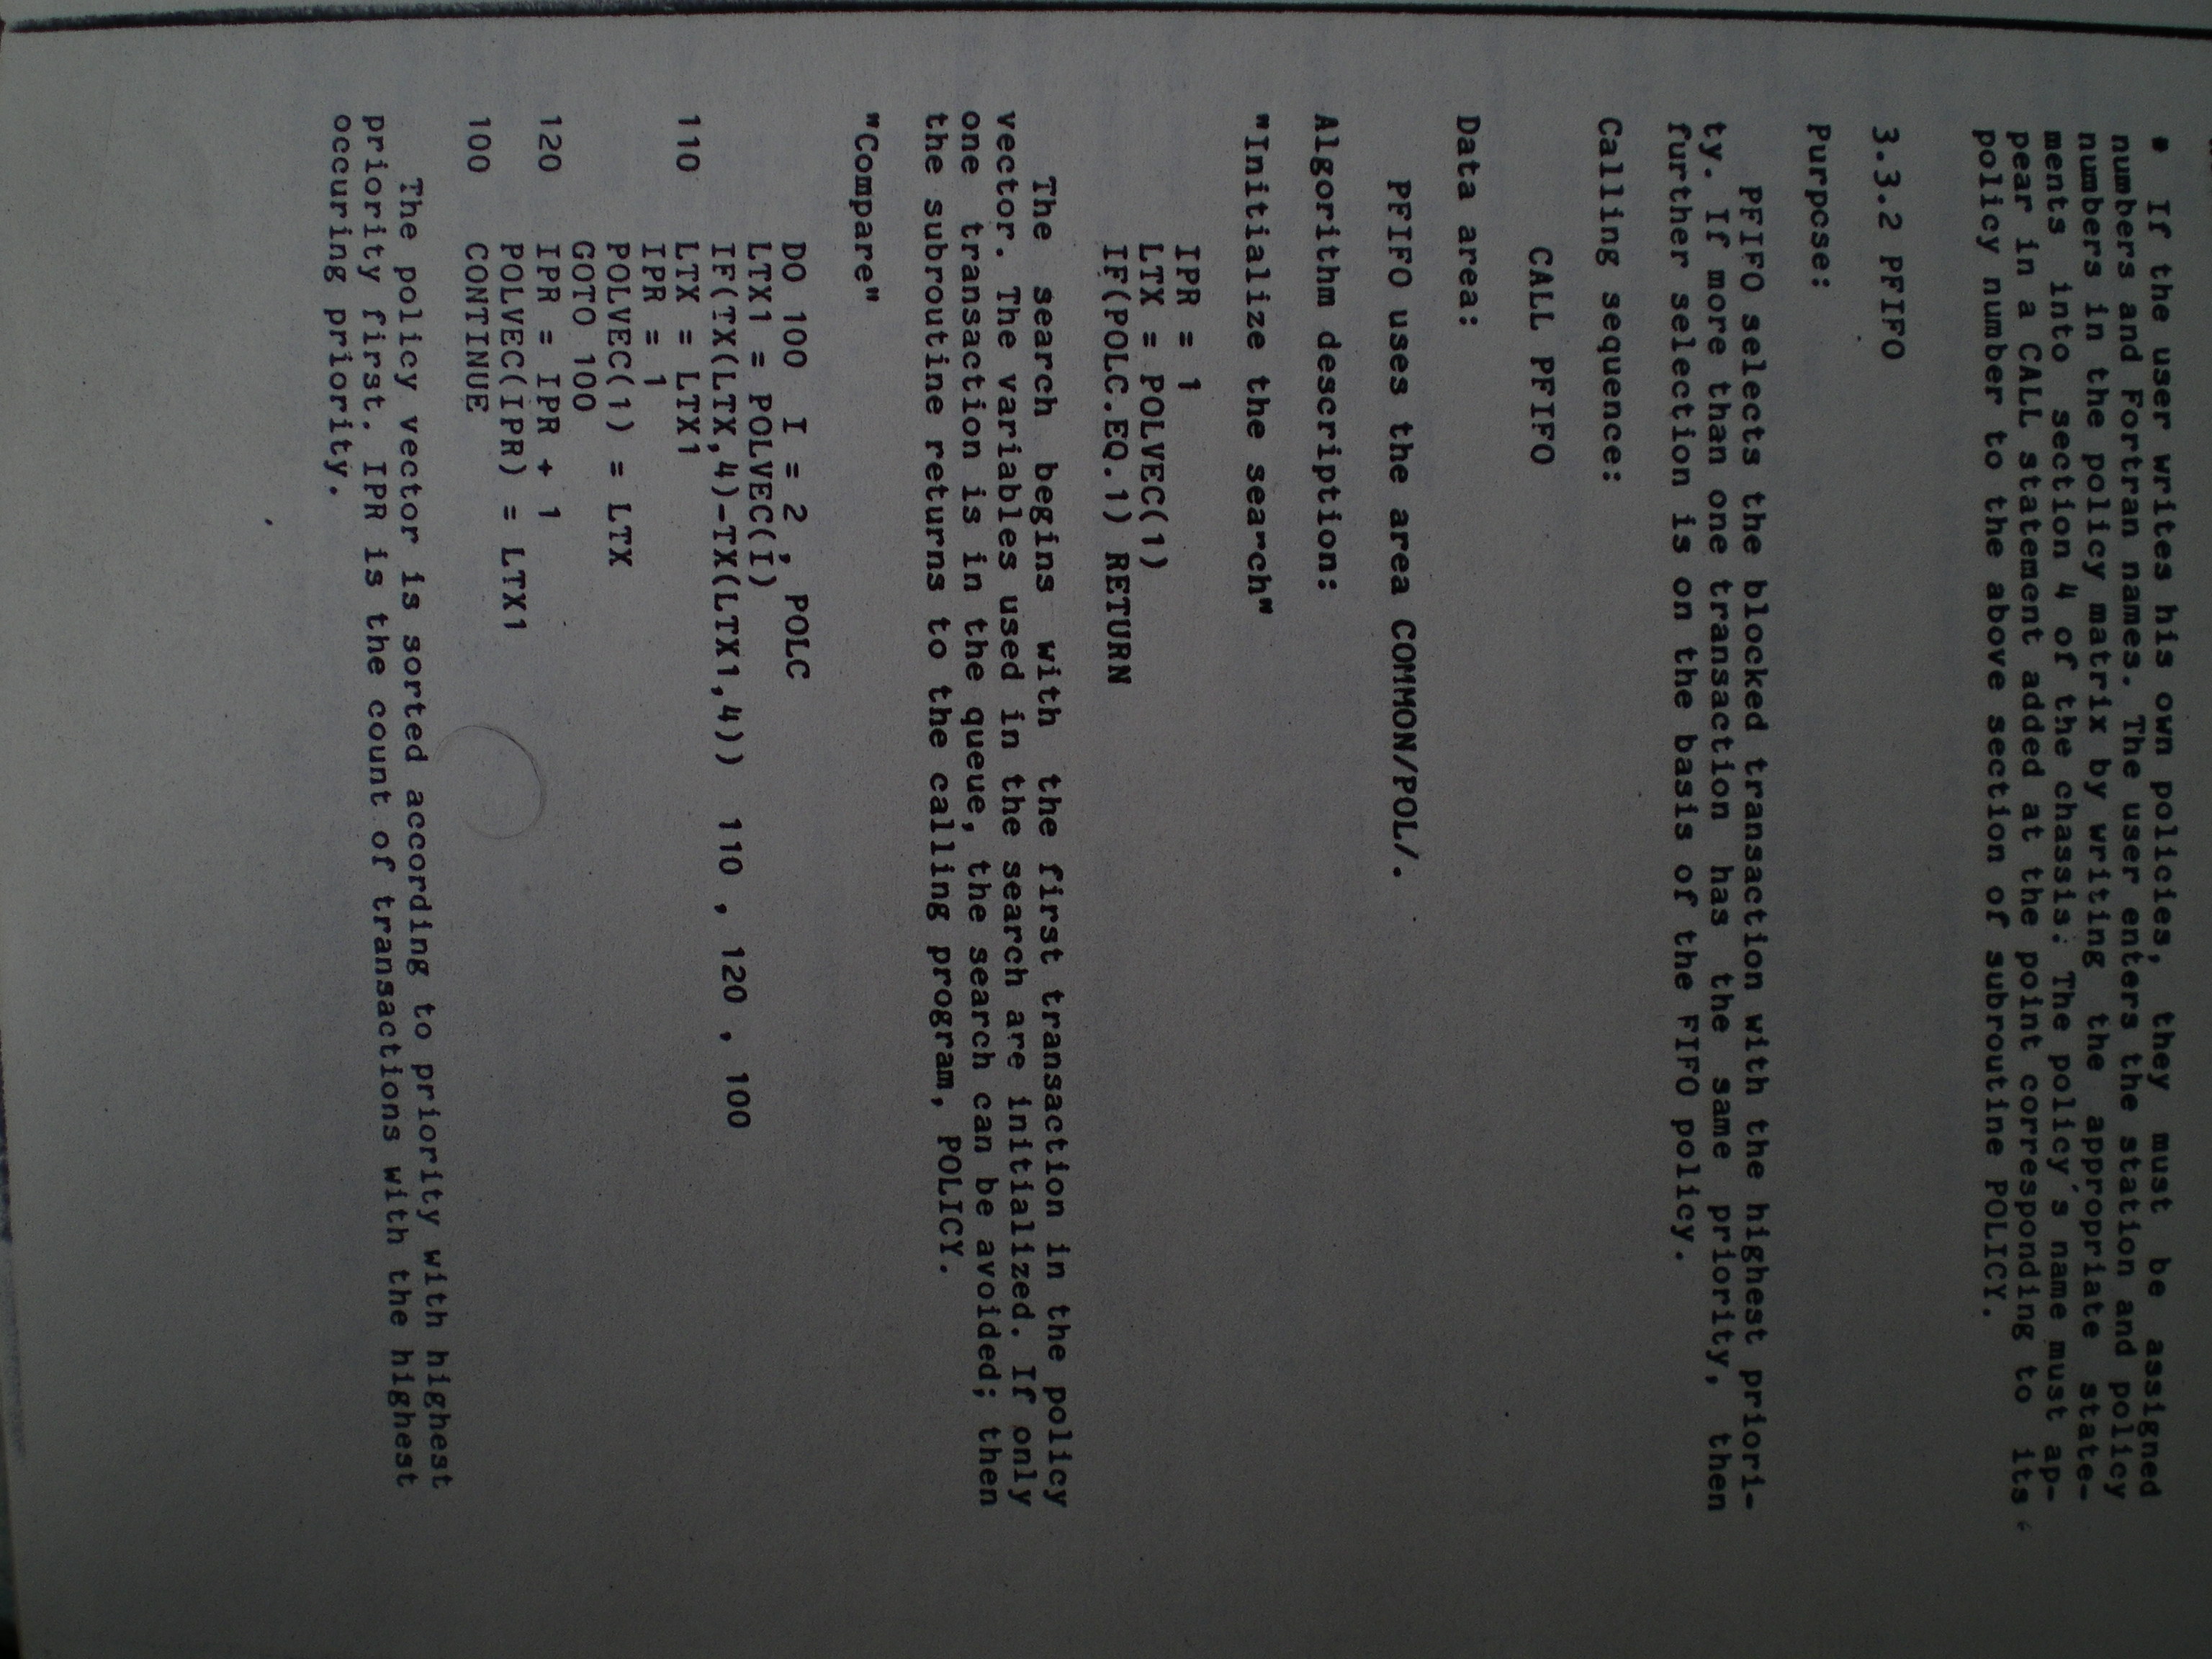 • If the user writes his own policies, they must be assigned
numbers and Fortran names. The user enters the station and policy
numbers in the policy matrix by writing the appropriate state-
ments into section 4 of the chassis. The policy´s name must ap-
pear in a CALL statement added at the point corresponding to its
policy number to the above section of subroutine POLICY.
3.3.2 PFIFO
Purpcse:
PFIFO selects the blocked transaction with the highest priori-
ty. If more than one transaction has the same priority, then
further selection is on the basis of the FIFO policy.
Calling sequence:
CALL PFIFO
Data area:
PFIFO uses the area COMMON/POL/.
Algorithm description:
"Initialize the search"
IPR = 1
LTX = POLVEC(1)
IF(POLC.EQ.1) RETURN
The search begins with the first transaction in the policy
vector. The variables used in the search are initialized. If only
one transaction is in the queue, the search can be avoided; then
the subroutine returns to the calling program, POLICY.
"Compare"
DO 100 I = 2 , POLC
LTX1 = POLVEC(I)
IF(TX(LTX,4)-TX(LTX1,4)) 110 , 120 , 100
110 LTX = LTX1
IPR = 1
POLVEC(1) = LTX
GOTO 100
120 IPR = IPR + 1
POLVEC(IPR) = LTX1
100 CONTINUE
The policy vector is sorted according to priority with highest
priority first. IPR is the count of transactions with the highest
occuring priority.